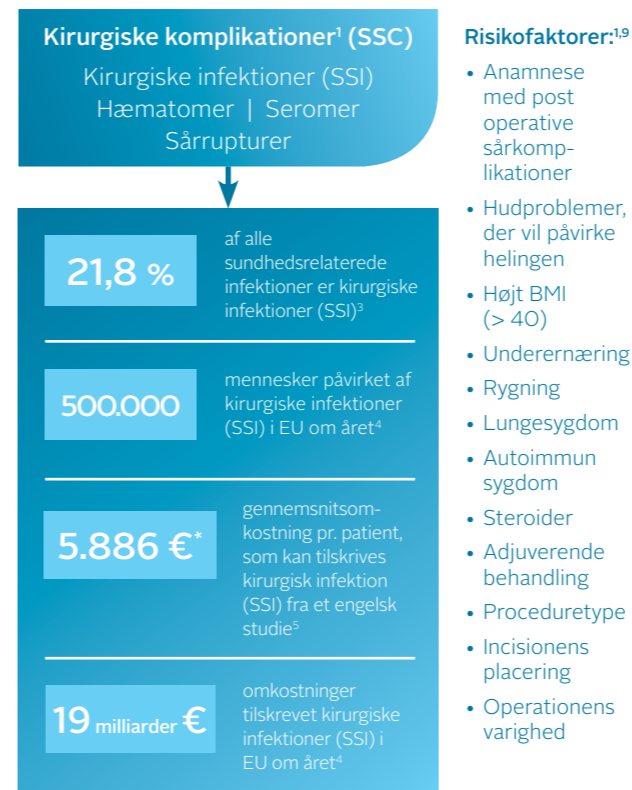 Kirurgiske komplikationer¹ (SSC)
Kirurgiske infektioner (SSI)
Hæmatomer | Seromer
Sårrupturer
21,8 %
af alle
sundhedsrelaterede
infektioner er kirurgiske
infektioner (SSI)³
500.000
mennesker påvirket af
kirurgiske infektioner
(SSI) i EU om året⁴
5.886 €*
gennemsnitsom-
kostning pr. patient,
som kan tilskrives
kirurgisk infektion
(SSI) fra et engelsk
studie⁵
19 milliarder €
omkostninger
tilskrevet kirurgiske
infektioner (SSI) i
EU om året⁴
Risikofaktorer:¹,⁹
• Anamnese
med post
operative
sårkomp-
likationer
• Hudproblemer,
der vil påvirke
helingen
• Højt BMI
(> 40)
• Underernæring
• Rygning
• Lungesygdom
• Autoimmun
sygdom
• Steroider
• Adjuverende
behandling
• Proceduretype
• Incisionens
placering
• Operationens
varighed